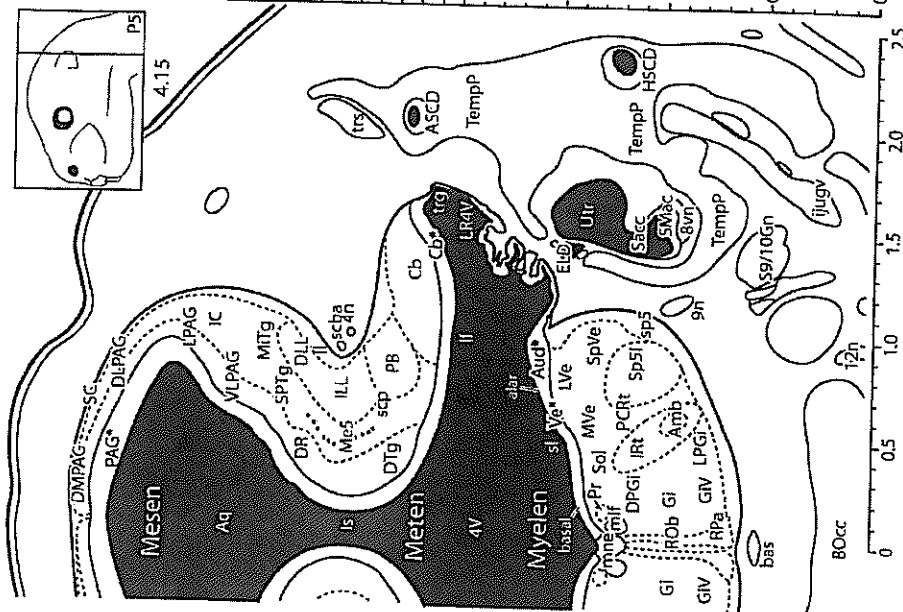 P5
4.15
SC
DLPAG
LPAG
DMPAG
PAG*
IC
VLPAG
MiTg
SPTg
DLL
ILL
DR
Me5
scp
DTg
PB
scba
4n
Mesen
Aq
Is
Meten
4V
Myelen
basal
Cb
Cb*
trg
LR4V
alar
Aud*
Ve*
sl
LVe
SpVe
MVe
Sol
Pr
mnem
mlf
DPGi
IRt
PCRt
Sp5I
sp5
Amb
LPGi
Gi
GiV
ROb
RPa
Gi
GiV
bas
BOcc
9n
S9/10Gn
i12n
ijugv
trs
ASCD
TempP
HSCD
TempP
TempP
Utr
Sacc
SMac
8vn
ELD
0
0.5
1.0
1.5
2.0
2.5
0
0